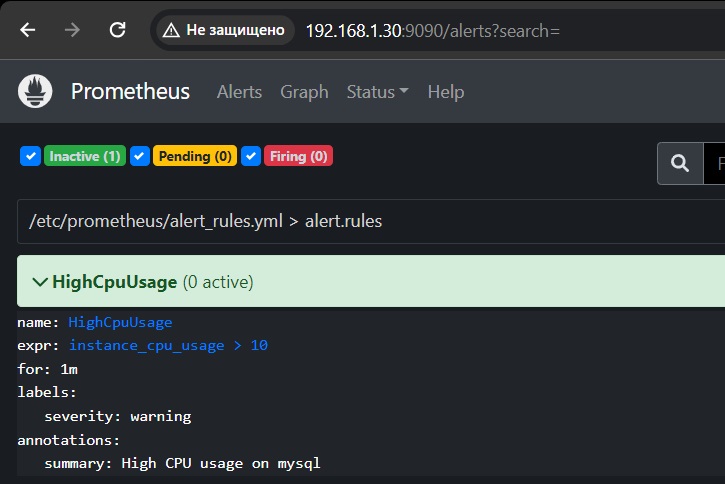 Не защищено 192.168.1.30:9090/alerts?search=
Prometheus Alerts Graph Status Help
Inactive (1) Pending (0) Firing (0)
/etc/prometheus/alert_rules.yml > alert.rules
HighCpuUsage (0 active)
name: HighCpuUsage
expr: instance_cpu_usage > 10
for: 1m
labels:
severity: warning
annotations:
summary: High CPU usage on mysql